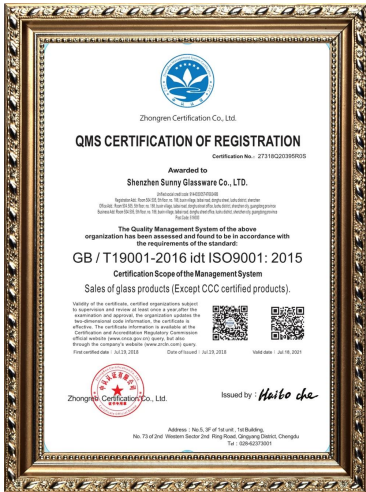 Zhongren Certification Co., Ltd.
QMS CERTIFICATION OF REGISTRATION
Certification No.: 27318Q20395R0S
Awarded to
Shenzhen Sunny Glassware Co., LTD.
The Quality Management System of the above
organization has been assessed and found to be in accordance with
the requirements of the standard:
GB / T19001-2016 idt ISO9001: 2015
Certification Scope of the Management System
Sales of glass products (Except CCC certified products).
Validity of the certificate, certified organizations subject
to supervision and review at least once a year,after the
examination and approval, the organization updates the
two-dimensional code information, the certificate is
effective. The certificate information is available at the
Certification and Accreditation Regulatory Commission
official website (www.cnca.gov.cn) query, but also
through the company's website (www.zrcln.com) query.
First certified date : Jul.19, 2018 Date of issued : Jul.29, 2018 Valid date : Jul.18, 2021
Zhongren Certification Co., Ltd.
Issued by : Haibo che
Address : No.5, 3F of 1st unit , 1st Building,
No. 73 of 2nd Western Sector 2nd Ring Road, Qingyang District, Chengdu
Tel : 028-62373001